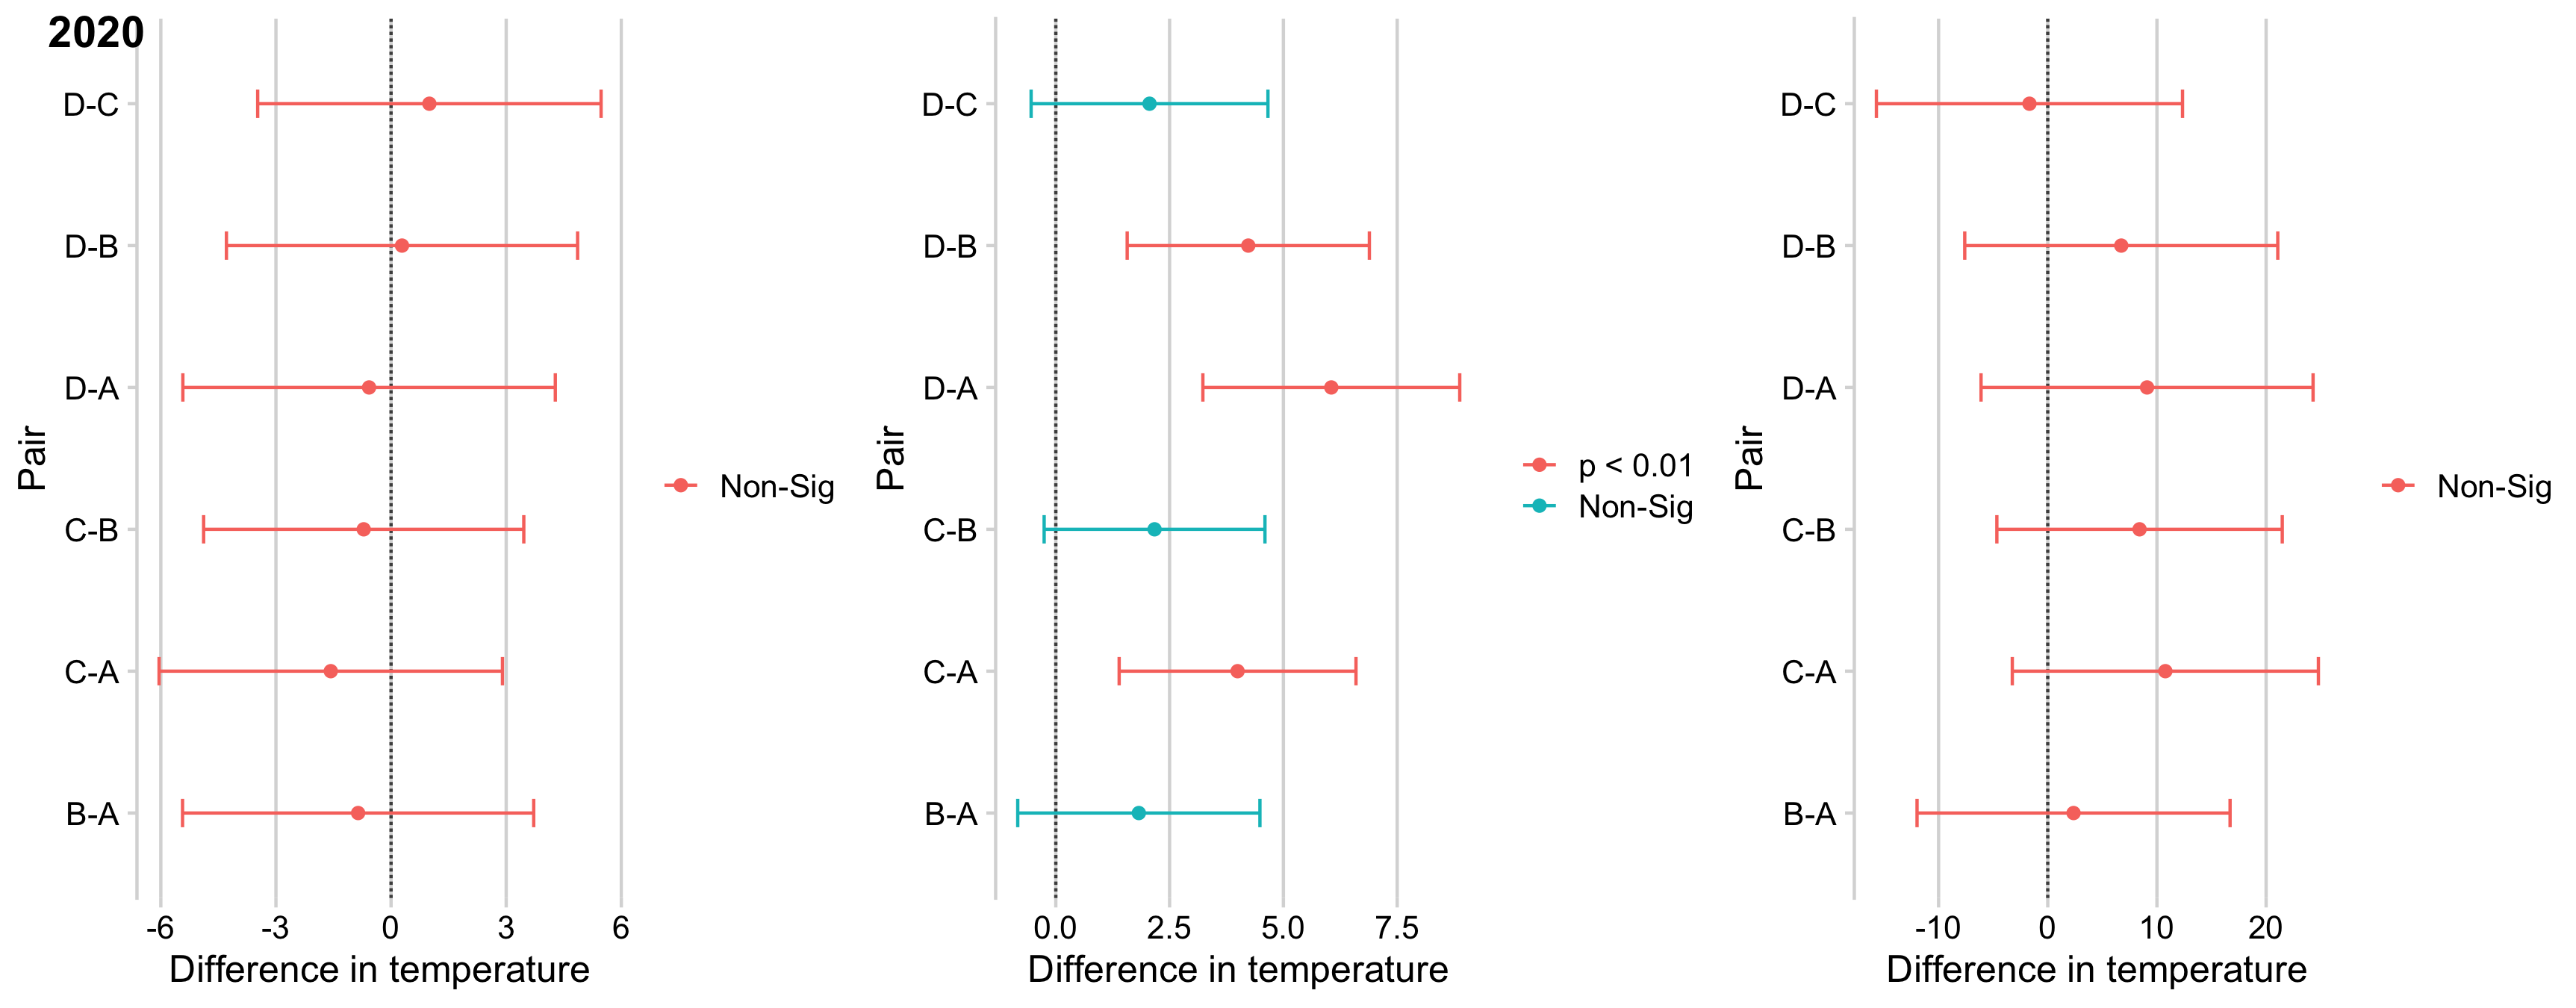 2020
Pair
D-C
D-B
D-A
C-B
C-A
B-A
-6 -3 0 3 6
Difference in temperature
Non-Sig
Pair
D-C
D-B
D-A
C-B
C-A
B-A
0.0 2.5 5.0 7.5
Difference in temperature
p < 0.01
Non-Sig
Pair
D-C
D-B
D-A
C-B
C-A
B-A
-10 0 10 20
Difference in temperature
Non-Sig